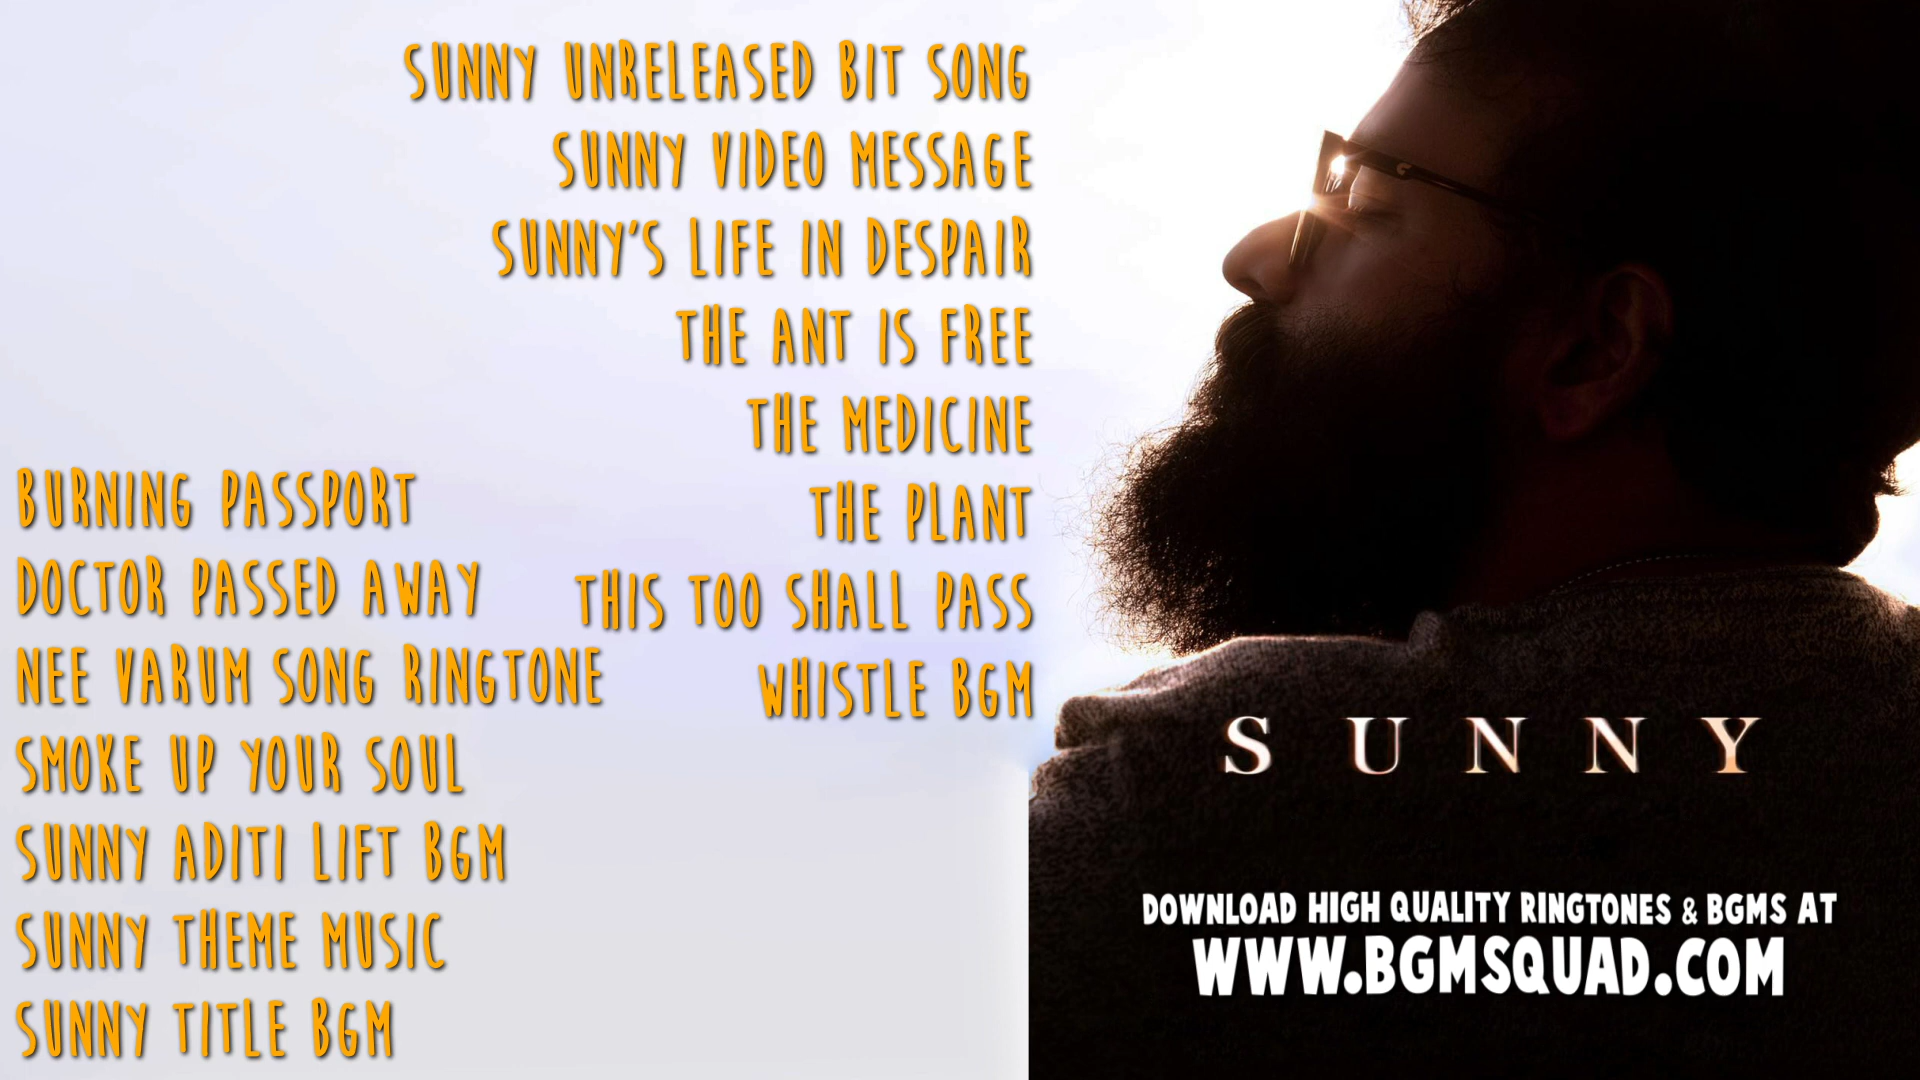 SUNNY UNRELEASED BIT SONG
SUNNY VIDEO MESSAGE
SUNNY'S LIFE IN DESPAIR
THE ANT IS FREE
THE MEDICINE
THE PLANT
THIS TOO SHALL PASS
WHISTLE BGM
BURNING PASSPORT
DOCTOR PASSED AWAY
NEE VARUM SONG RINGTONE
SMOKE UP YOUR SOUL
SUNNY ADITI LIFT BGM
SUNNY THEME MUSIC
SUNNY TITLE BGM
SUNNY
DOWNLOAD HIGH QUALITY RINGTONES & BGMS AT
WWW.BGMSQUAD.COM